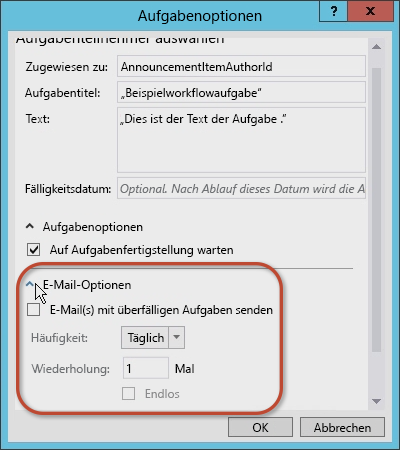 Aufgabenoptionen
? X
Aufgabenteilnehmer auswählen
Zugewiesen zu: AnnouncementItemAuthorId
Aufgabentitel: „Beispielworkflowaufgabe“
Text: „Dies ist der Text der Aufgabe .“
Fälligkeitsdatum: Optional. Nach Ablauf dieses Datum wird die A
Aufgabenoptionen
Auf Aufgabenfertigstellung warten
E-Mail-Optionen
E-Mail(s) mit überfälligen Aufgaben senden
Häufigkeit: Täglich
Wiederholung: 1 Mal
Endlos
OK Abbrechen